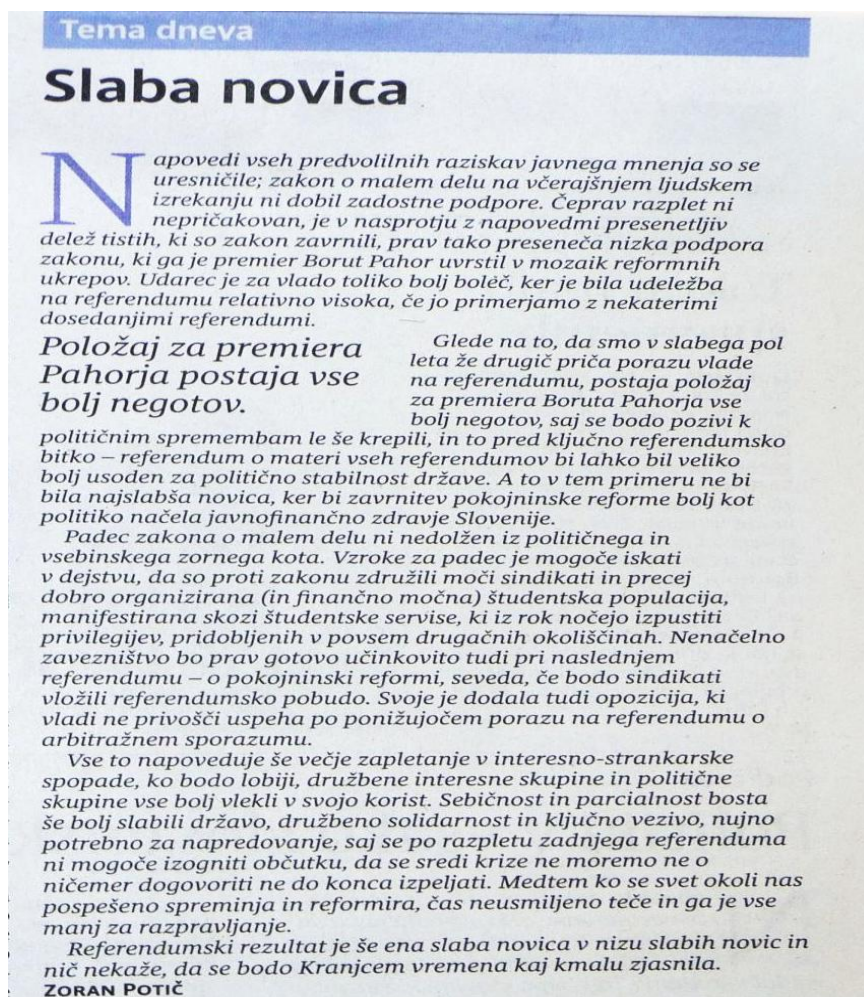 Tema dneva
Slaba novica
Napovedi vseh predvolilnih raziskav javnega mnenja so se
uresničile; zakon o malem delu na včerajšnjem ljudskem
izrekanju ni dobil zadostne podpore. Čeprav razplet ni
nepričakovan, je v nasprotju z napovedmi presenetljiv
delež tistih, ki so zakon zavrnili, prav tako preseneča nizka podpora
zakonu, ki ga je premier Borut Pahor uvrstil v mozaik reformnih
ukrepov. Udarec je za vlado toliko bolj boleč, ker je bila udeležba
na referendumu relativno visoka, če jo primerjamo z nekaterimi
dosedanjimi referendumi.
Položaj za premiera
Pahorja postaja vse
bolj negotov.
Glede na to, da smo v slabega pol
leta že drugič priča porazu vlade
na referendumu, postaja položaj
za premiera Boruta Pahorja vse
bolj negotov, saj se bodo pozivi k
političnim spremembam le še krepili, in to pred ključno referendumsko
bitko – referendum o materi vseh referendumov bi lahko bil veliko
bolj usoden za politično stabilnost države. A to v tem primeru ne bi
bila najslabša novica, ker bi zavrnitev pokojninske reforme bolj kot
politiko načela javnofinančno zdravje Slovenije.
Padec zakona o malem delu ni nedolžen iz političnega in
vsebinskega zornega kota. Vzroke za padec je mogoče iskati
v dejstvu, da so proti zakonu združili moči sindikati in precej
dobro organizirana (in finančno močna) študentska populacija,
manifestirana skozi študentske servise, ki iz rok nočejo izpustiti
privilegijev, pridobljenih v povsem drugačnih okoliščinah. Nenačelno
zavezništvo bo prav gotovo učinkovito tudi pri naslednjem
referendumu – o pokojninski reformi, seveda, če bodo sindikati
vložili referendumsko pobudo. Svoje je dodala tudi opozicija, ki
vladi ne privošči uspeha po ponižujočem porazu na referendumu o
arbitražnem sporazumu.
Vse to napoveduje še večje zapletanje v interesno-strankarske
spopade, ko bodo lobiji, družbene interesne skupine in politične
skupine vse bolj vlekli v svojo korist. Sebičnost in parcialnost bosta
še bolj slabili državo, družbeno solidarnost in ključno vezivo, nujno
potrebno za napredovanje, saj se po razpletu zadnjega referenduma
ni mogoče izogniti občutku, da se sredi krize ne moremo ne o
ničemer dogovoriti ne do konca izpeljati. Medtem ko se svet okoli nas
pospešeno spreminja in reformira, čas neusmiljeno teče in ga je vse
manj za razpravljanje.
Referendumski rezultat je še ena slaba novica v nizu slabih novic in
nič nekaže, da se bodo Kranjcem vremena kaj kmalu zjasnila.
ZORAN POTIČ